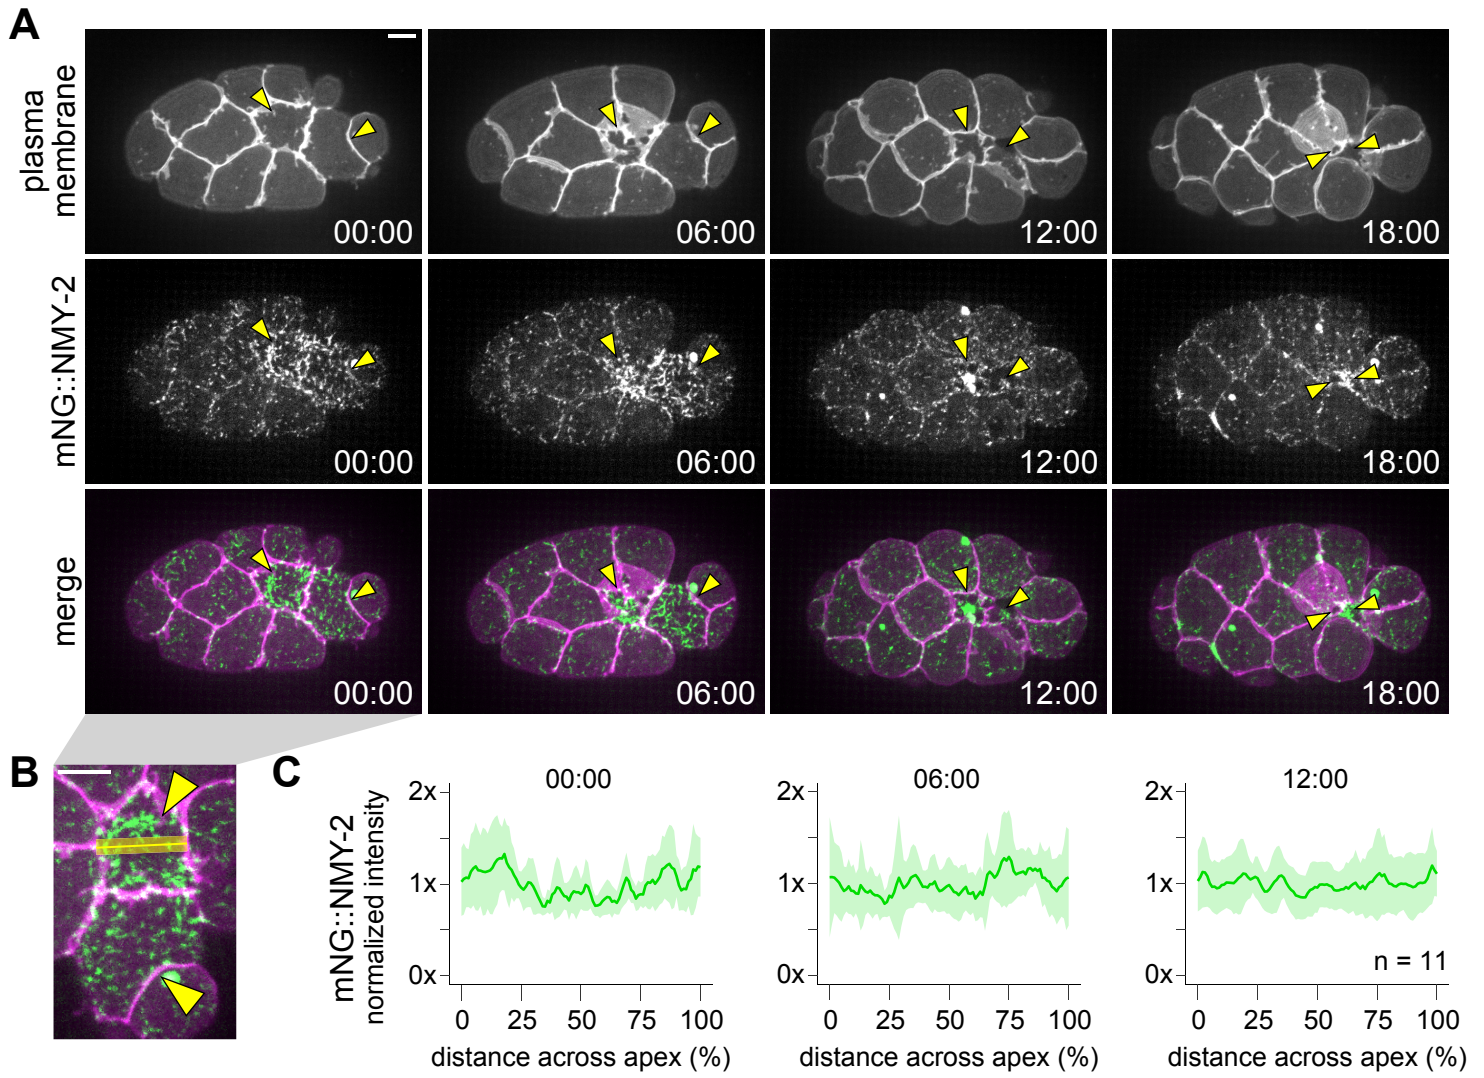 A
plasma
membrane
00:00
06:00
12:00
18:00
mNG::NMY-2
00:00
06:00
12:00
18:00
merge
00:00
06:00
12:00
18:00
B
C
mNG::NMY-2
normalized intensity
00:00
2x
1x
0x
0 25 50 75 100
distance across apex (%)
06:00
2x
1x
0x
0 25 50 75 100
distance across apex (%)
12:00
2x
1x
0x
n = 11
0 25 50 75 100
distance across apex (%)